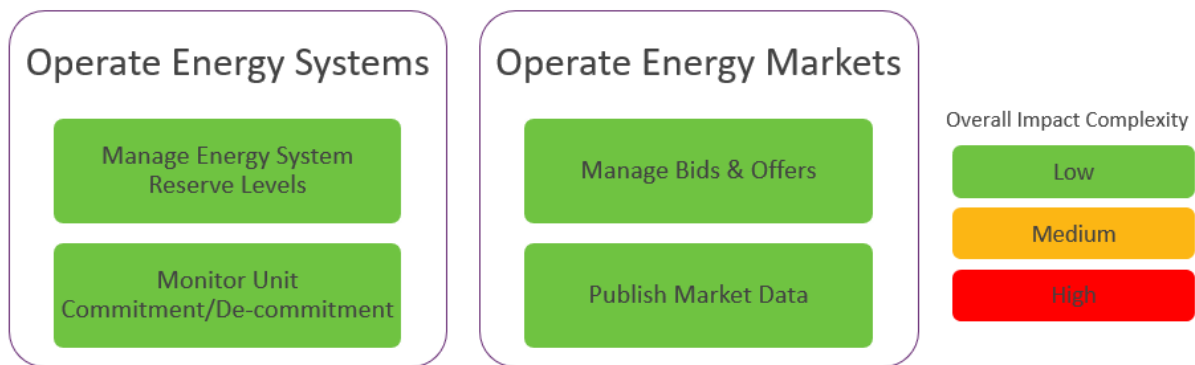 Operate Energy Systems
Manage Energy System
Reserve Levels
Monitor Unit
Commitment/De-commitment
Operate Energy Markets
Manage Bids & Offers
Publish Market Data
Overall Impact Complexity
Low
Medium
High